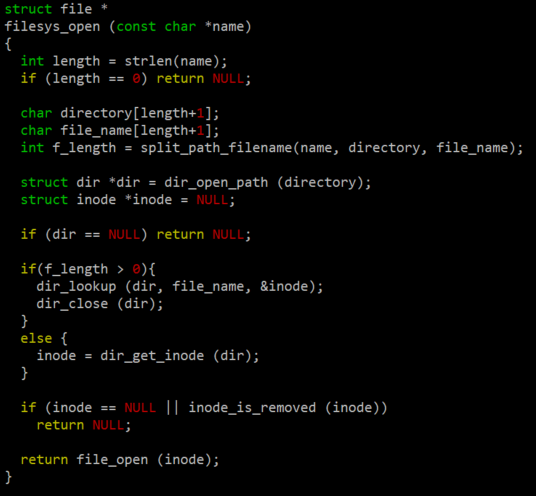 struct file *
filesys_open (const char *name)
{
  int length = strlen(name);
  if (length == 0) return NULL;

  char directory[length+1];
  char file_name[length+1];
  int f_length = split_path_filename(name, directory, file_name);

  struct dir *dir = dir_open_path (directory);
  struct inode *inode = NULL;

  if (dir == NULL) return NULL;

  if(f_length > 0){
    dir_lookup (dir, file_name, &inode);
    dir_close (dir);
  }
  else {
    inode = dir_get_inode (dir);
  }

  if (inode == NULL || inode_is_removed (inode))
    return NULL;

  return file_open (inode);
}